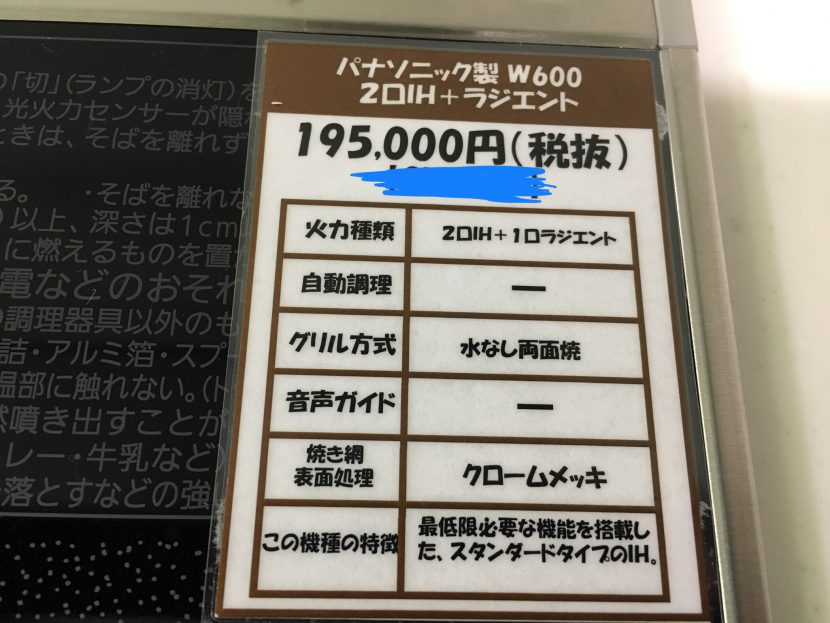 の「切」(ランプの消灯)を
光火力センサーが隠
ときは、そばを離れず
る。 ・そばを離れな
以上、深さは1cm
に燃えるものを置
電などのおそれ
の調理器具以外のも
詰・アルミ箔・スプー
温部に触れない。(ト
然噴き出すことが
レー・牛乳など)
落とすなどの強
パナソニック製 W600
2口IH+ラジエント
195,000円(税抜)
火力種類 2口IH+1口ラジエント
自動調理 ー
グリル方式 水なし両面焼
音声ガイド ー
焼き網
表面処理 クロームメッキ
この機種の特徴 最低限必要な機能を搭載し
た、スタンダードタイプのIH。